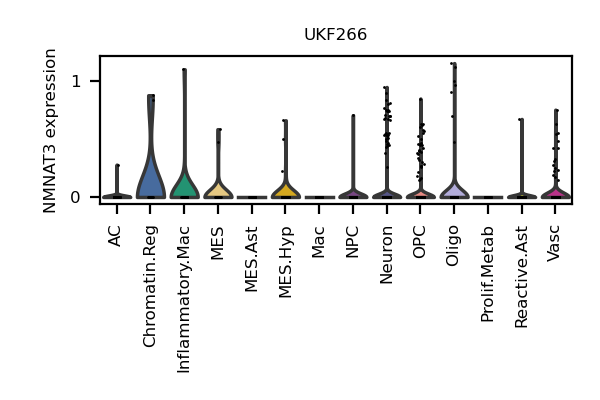 UKF266
NMNAT3 expression
1
0
AC
Chromatin.Reg
Inflammatory.Mac
MES
MES.Ast
MES.Hyp
Mac
NPC
Neuron
OPC
Oligo
Prolif.Metab
Reactive.Ast
Vasc